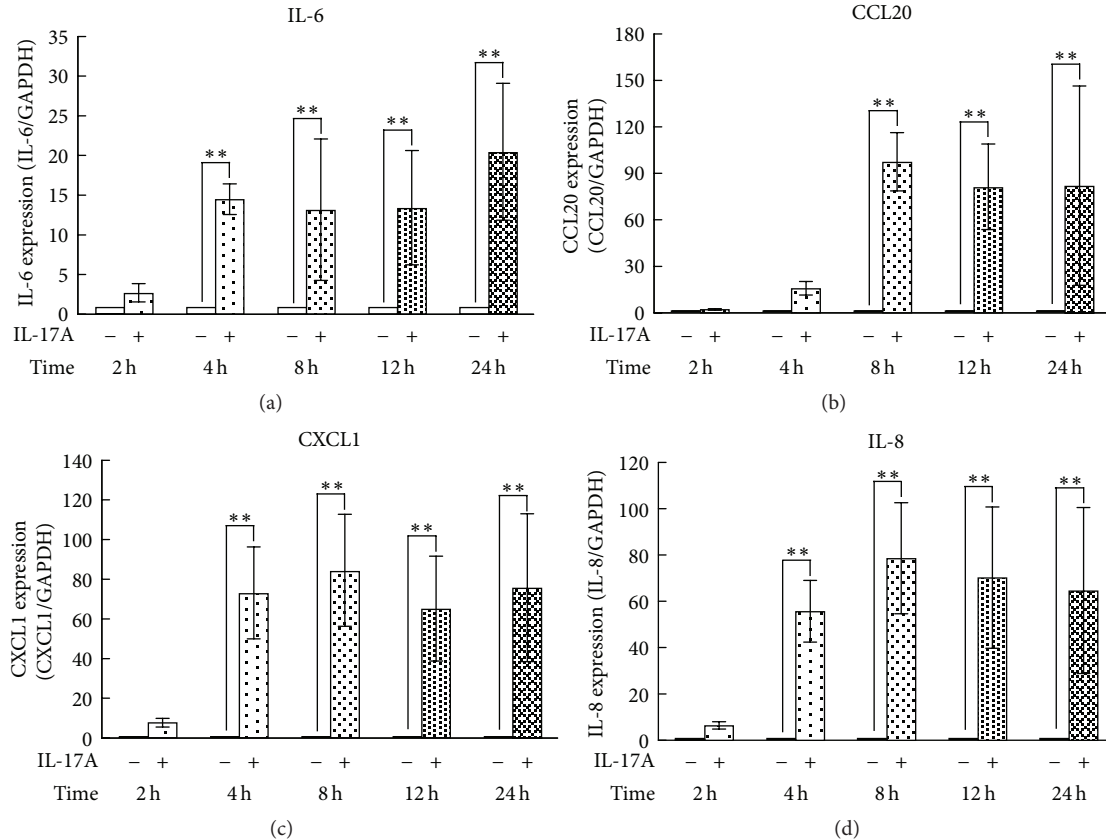 IL-6
IL-6 expression (IL-6/GAPDH)
35
30
25
20
15
10
5
0
**
**
**
**
IL-17A − + − + − + − + − +
Time 2 h 4 h 8 h 12 h 24 h
(a)
CCL20
CCL20 expression
(CCL20/GAPDH)
180
150
120
90
60
30
0
**
**
**
IL-17A − + − + − + − + − +
Time 2 h 4 h 8 h 12 h 24 h
(b)
CXCL1
CXCL1 expression
(CXCL1/GAPDH)
140
120
100
80
60
40
20
0
**
**
**
**
IL-17A − + − + − + − + − +
Time 2 h 4 h 8 h 12 h 24 h
(c)
IL-8
IL-8 expression (IL-8/GAPDH)
120
100
80
60
40
20
0
**
**
**
**
IL-17A − + − + − + − + − +
Time 2 h 4 h 8 h 12 h 24 h
(d)